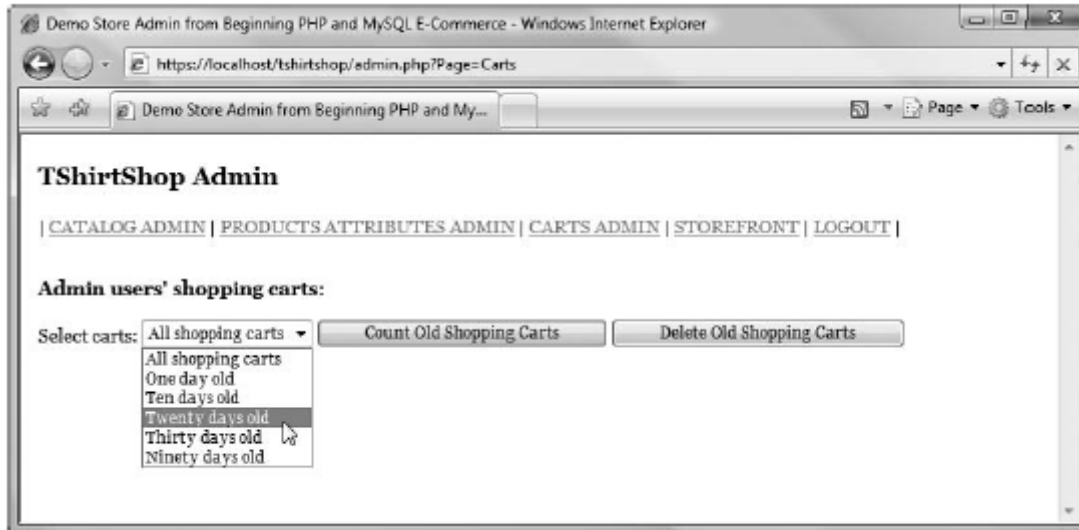 Demo Store Admin from Beginning PHP and MySQL E-Commerce - Windows Internet Explorer
https://localhost/tshirtshop/admin.php?Page=Carts
Demo Store Admin from Beginning PHP and My...
Page
Tools
TShirtShop Admin
| CATALOG ADMIN | PRODUCTS ATTRIBUTES ADMIN | CARTS ADMIN | STOREFRONT | LOGOUT |
Admin users' shopping carts:
Select carts: All shopping carts Count Old Shopping Carts Delete Old Shopping Carts
All shopping carts
One day old
Ten days old
Twenty days old
Thirty days old
Ninety days old